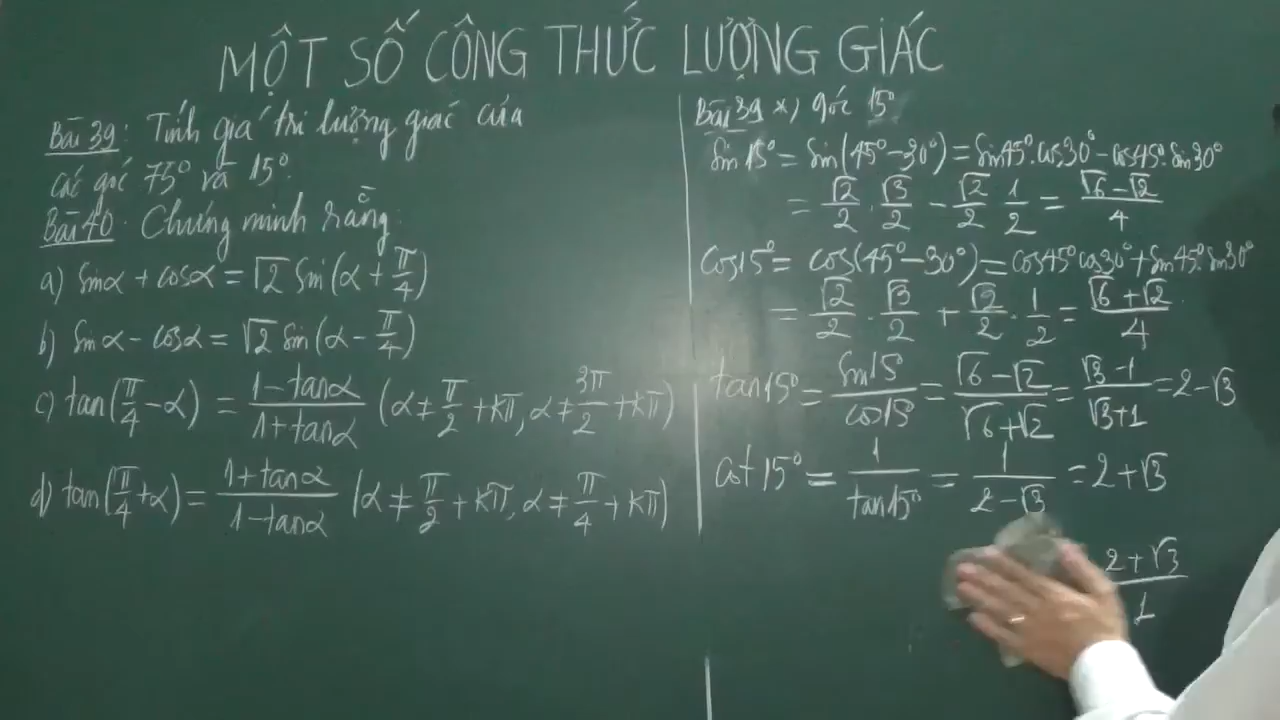 MỘT SỐ CÔNG THỨC LƯỢNG GIÁC
Bài 39: Tính giá trị lượng giác của
các góc 75° và 15°.
Bài 40: Chứng minh rằng:
a) sinα + cosα = √2 sin(α + π/4)
b) sinα - cosα = √2 sin(α - π/4)
c) tan(π/4 - α) = (1 - tanα)/(1 + tanα) (α ≠ π/2 + kπ, α ≠ 3π/2 + kπ)
d) tan(π/4 + α) = (1 + tanα)/(1 - tanα) (α ≠ π/2 + kπ, α ≠ π/4 + kπ)
Bài 39 *) góc 15°
sin15° = sin(45° - 30°) = sin45°.cos30° - cos45°.sin30°
= √2/2 . √3/2 - √2/2 . 1/2 = (√6 - √2)/4
cos15° = cos(45° - 30°) = cos45° cos30° + sin45°.sin30°
= √2/2 . √3/2 + √2/2 . 1/2 = (√6 + √2)/4
tan15° = sin15°/cos15° = (√6 - √2)/(√6 + √2) = (√3 - 1)/(√3 + 1) = 2 - √3
cot15° = 1/tan15° = 1/(2 - √3) = 2 + √3
(2 + √3)/1